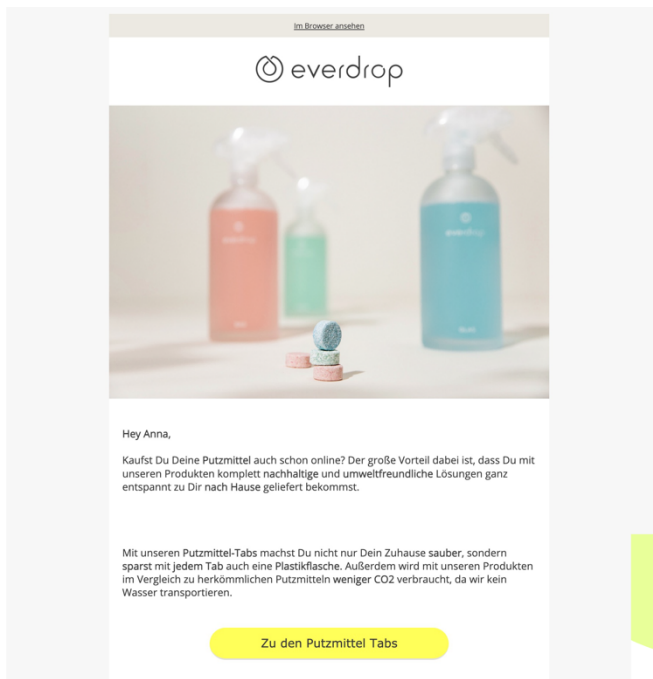 Im Browser ansehen
everdrop
everdrop
everdrop
Hey Anna,
Kaufst Du Deine Putzmittel auch schon online? Der große Vorteil dabei ist, dass Du mit
unseren Produkten komplett nachhaltige und umweltfreundliche Lösungen ganz
entspannt zu Dir nach Hause geliefert bekommst.
Mit unseren Putzmittel-Tabs machst Du nicht nur Dein Zuhause sauber, sondern
sparst mit jedem Tab auch eine Plastikflasche. Außerdem wird mit unseren Produkten
im Vergleich zu herkömmlichen Putzmitteln weniger CO2 verbraucht, da wir kein
Wasser transportieren.
Zu den Putzmittel Tabs